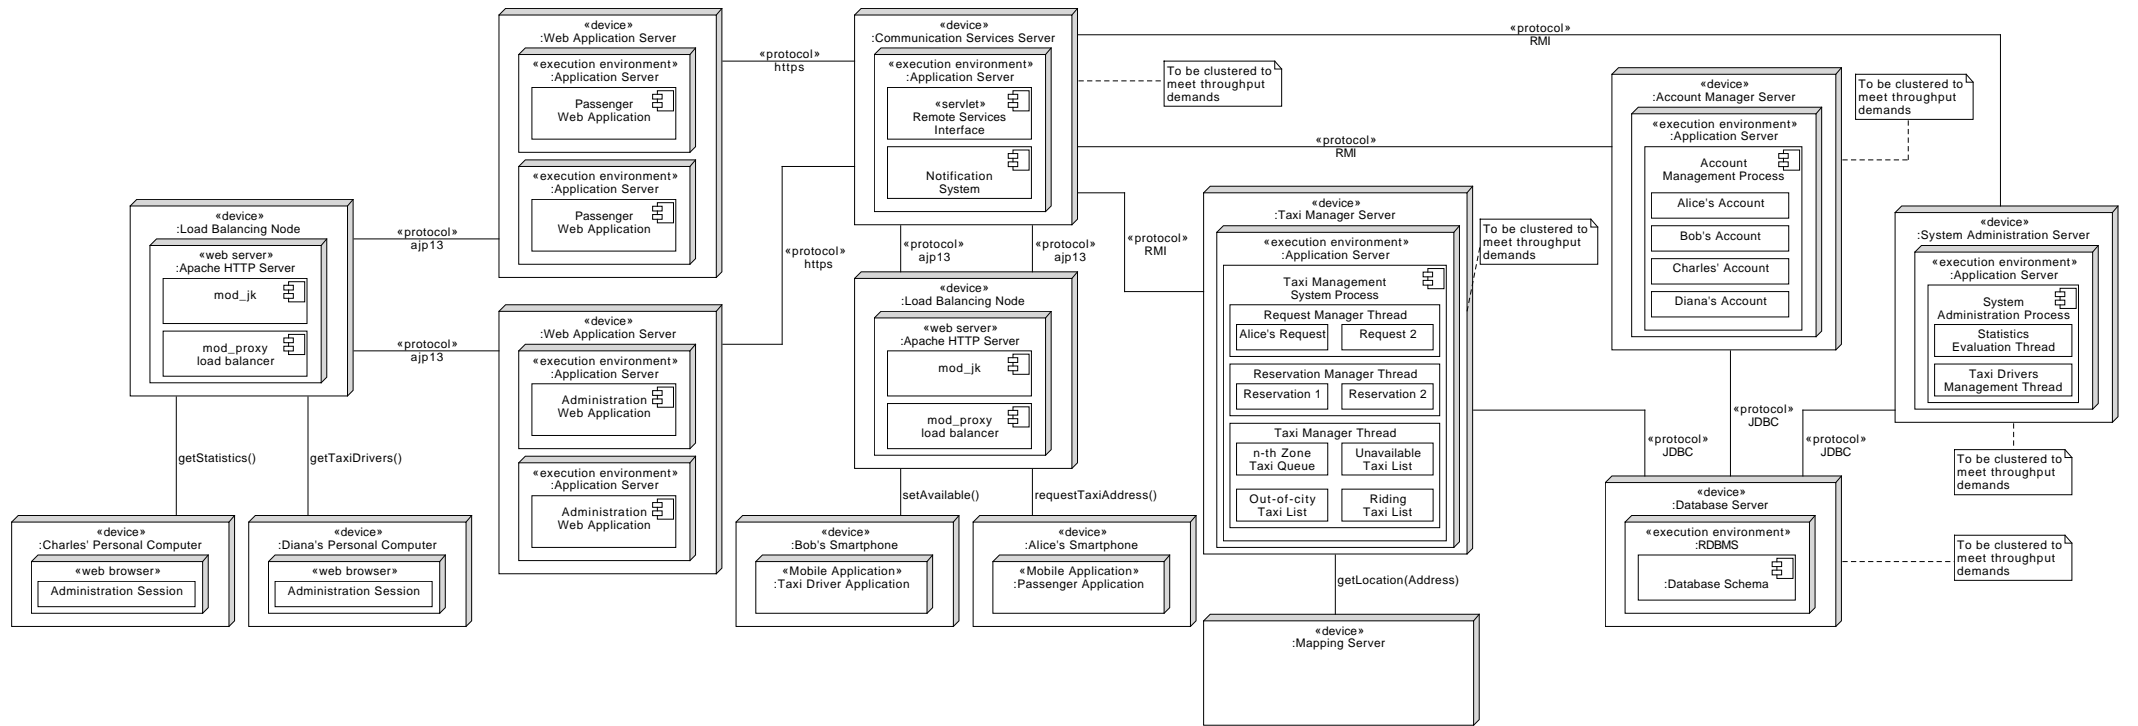 «device»
:Web Application Server
«execution environment»
:Application Server
Passenger
Web Application
«execution environment»
:Application Server
Passenger
Web Application
«protocol»
https
«device»
:Communication Services Server
«execution environment»
:Application Server
«servlet»
Remote Services
Interface
Notification
System
To be clustered to
meet throughput
demands
«protocol»
RMI
«protocol»
RMI
«device»
:Account Manager Server
«execution environment»
:Application Server
Account
Management Process
Alice's Account
Bob's Account
Charles' Account
Diana's Account
To be clustered to
meet throughput
demands
«device»
:Load Balancing Node
«web server»
:Apache HTTP Server
mod_jk
mod_proxy
load balancer
«protocol»
ajp13
«protocol»
ajp13
«protocol»
https
«protocol»
ajp13
«protocol»
ajp13
«protocol»
RMI
«device»
:Taxi Manager Server
«execution environment»
:Application Server
Taxi Management
System Process
Request Manager Thread
Alice's Request
Request 2
Reservation Manager Thread
Reservation 1
Reservation 2
Taxi Manager Thread
n-th Zone
Taxi Queue
Unavailable
Taxi List
Out-of-city
Taxi List
Riding
Taxi List
To be clustered to
meet throughput
demands
«device»
:System Administration Server
«execution environment»
:Application Server
System
Administration Process
Statistics
Evaluation Thread
Taxi Drivers
Management Thread
To be clustered to
meet throughput
demands
«device»
:Web Application Server
«execution environment»
:Application Server
Administration
Web Application
«execution environment»
:Application Server
Administration
Web Application
«device»
:Load Balancing Node
«web server»
:Apache HTTP Server
mod_jk
mod_proxy
load balancer
«protocol»
JDBC
«protocol»
JDBC
«protocol»
JDBC
getStatistics()
getTaxiDrivers()
setAvailable()
requestTaxiAddress()
«device»
:Charles' Personal Computer
«web browser»
Administration Session
«device»
:Diana's Personal Computer
«web browser»
Administration Session
«device»
:Bob's Smartphone
«Mobile Application»
:Taxi Driver Application
«device»
:Alice's Smartphone
«Mobile Application»
:Passenger Application
getLocation(Address)
«device»
:Mapping Server
«device»
:Database Server
«execution environment»
:RDBMS
:Database Schema
To be clustered to
meet throughput
demands